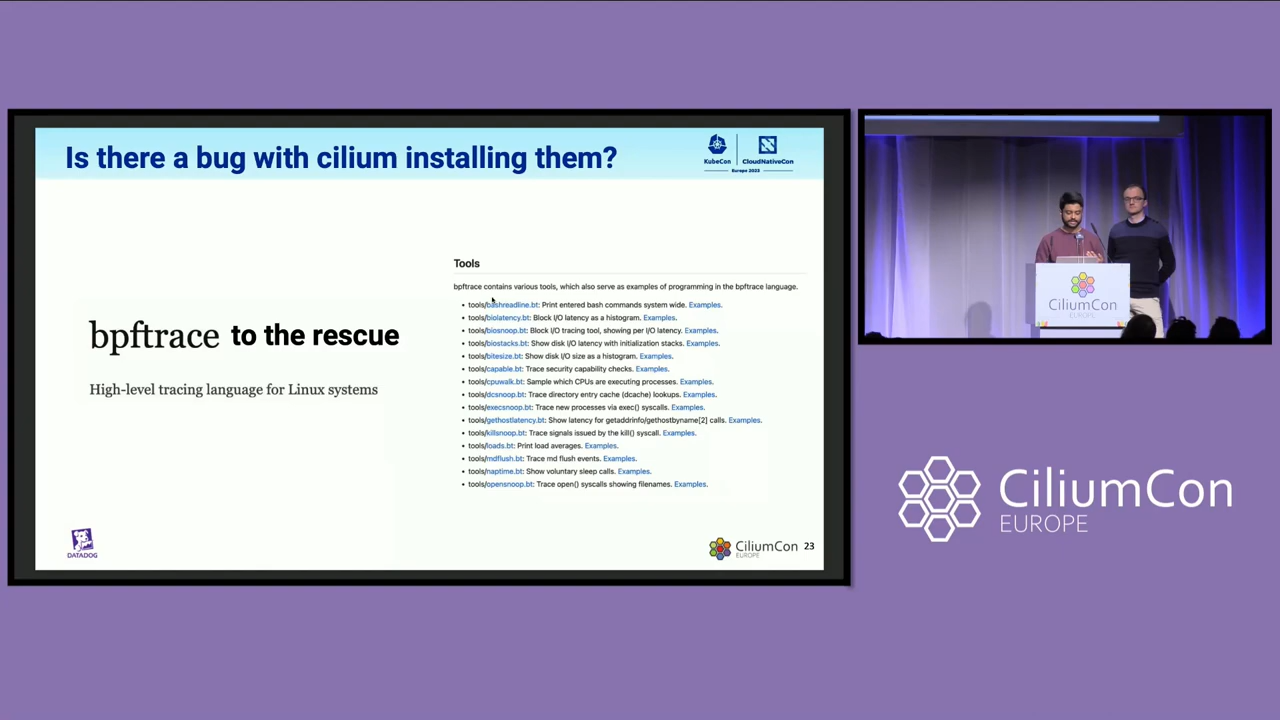 Is there a bug with cilium installing them?
KubeCon
CloudNativeCon
Europe 2023
bpftrace to the rescue
High-level tracing language for Linux systems
Tools
bpftrace contains various tools, which also serve as examples of programming in the bpftrace language.
• tools/bashreadline.bt: Print entered bash commands system wide. Examples.
• tools/biolatency.bt: Block I/O latency as a histogram. Examples.
• tools/biosnoop.bt: Block I/O tracing tool, showing per I/O latency. Examples.
• tools/biostacks.bt: Show disk I/O latency with initialization stacks. Examples.
• tools/bitesize.bt: Show disk I/O size as a histogram. Examples.
• tools/capable.bt: Trace security capability checks. Examples.
• tools/cpuwalk.bt: Sample which CPUs are executing processes. Examples.
• tools/dcsnoop.bt: Trace directory entry cache (dcache) lookups. Examples.
• tools/execsnoop.bt: Trace new processes via exec() syscalls. Examples.
• tools/gethostlatency.bt: Show latency for getaddrinfo/gethostbyname[2] calls. Examples.
• tools/killsnoop.bt: Trace signals issued by the kill() syscall. Examples.
• tools/loads.bt: Print load averages. Examples.
• tools/mdflush.bt: Trace md flush events. Examples.
• tools/naptime.bt: Show voluntary sleep calls. Examples.
• tools/opensnoop.bt: Trace open() syscalls showing filenames. Examples.
DATADOG
CiliumCon
EUROPE
23
CiliumCon
CiliumCon
EUROPE